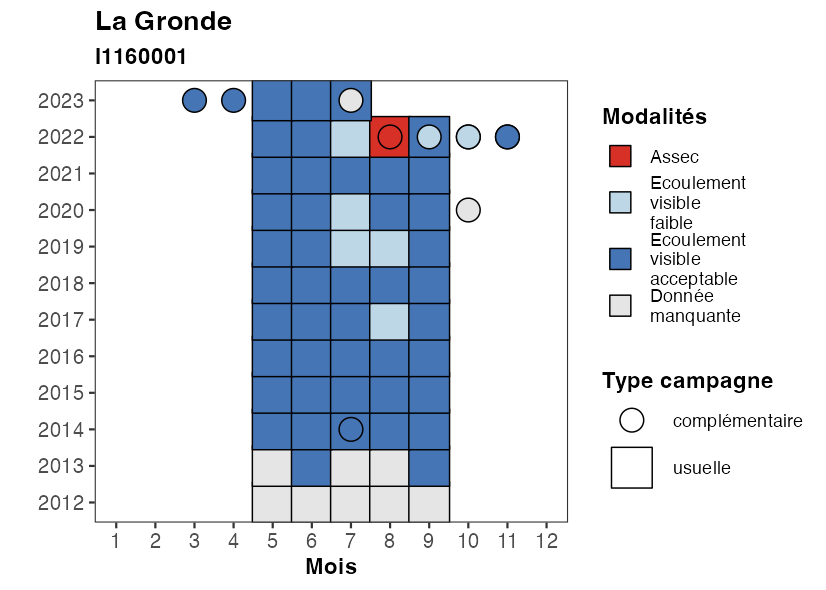 La Gronde
I1160001
2023
2022
2021
2020
2019
2018
2017
2016
2015
2014
2013
2012
1 2 3 4 5 6 7 8 9 10 11 12
Mois
Modalités
Assec
Ecoulement
visible
faible
Ecoulement
visible
acceptable
Donnée
manquante
Type campagne
complémentaire
usuelle